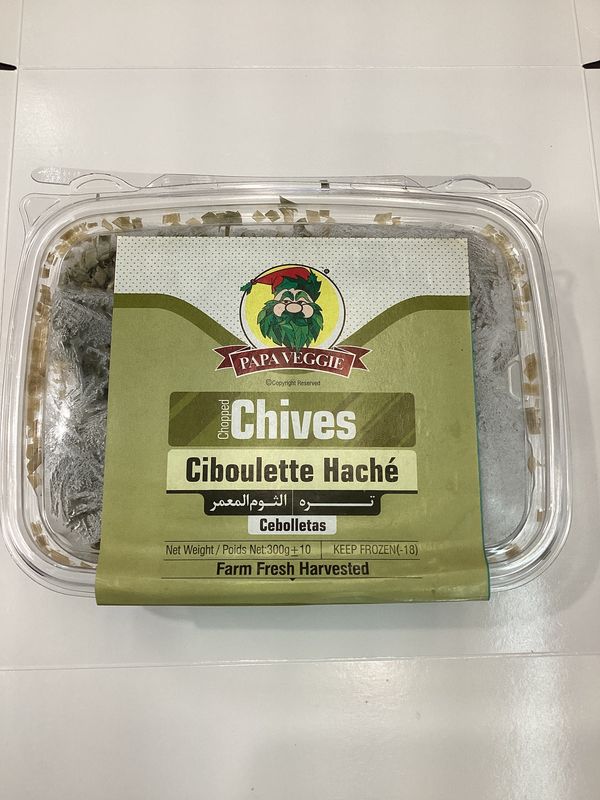 PAPA VEGGIE
©Copyright Reserved
Chopped Chives
Ciboulette Haché
تـــره | الثوم المعمر
Cebolletas
Net Weight / Poids Net:300g±10 | KEEP FROZEN(-18)
Farm Fresh Harvested